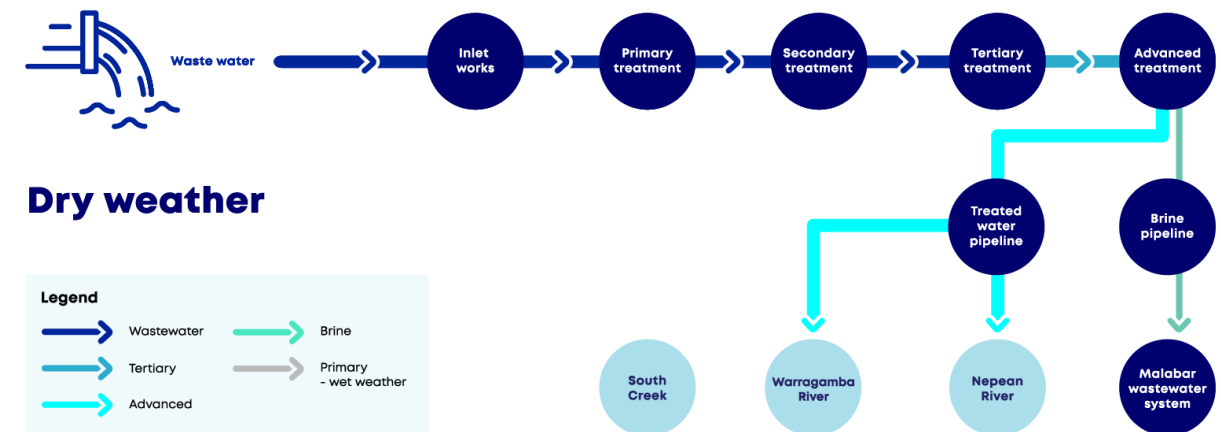 Waste water
Inlet
works
Primary
treatment
Secondary
treatment
Tertiary
treatment
Advanced
treatment
Dry weather
Treated
water
pipeline
Brine
pipeline
Legend
Wastewater
Brine
Tertiary
Primary
- wet weather
Advanced
South
Creek
Warragamba
River
Nepean
River
Malabar
wastewater
system